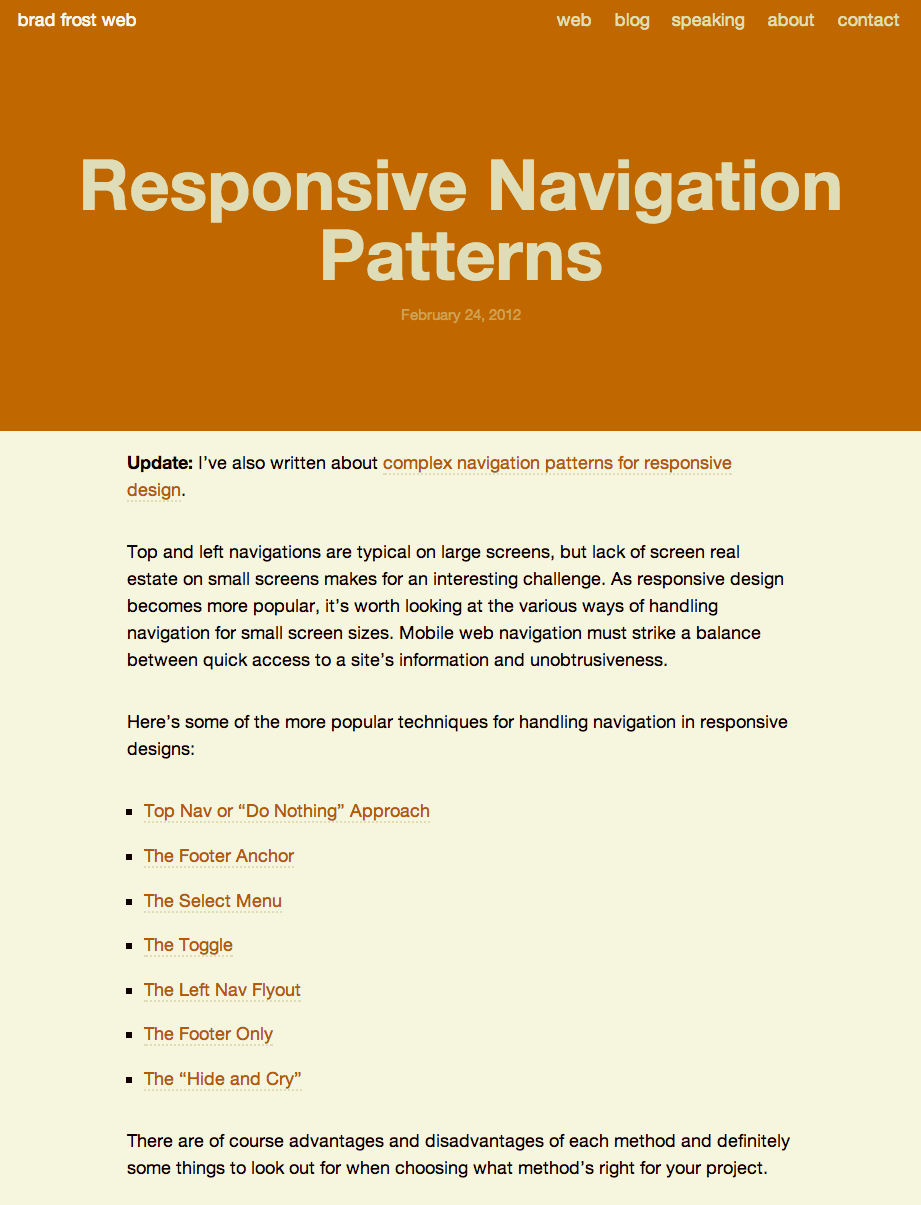 brad frost web
web blog speaking about contact
Responsive Navigation
Patterns
February 24, 2012
Update: I’ve also written about complex navigation patterns for responsive
design.
Top and left navigations are typical on large screens, but lack of screen real
estate on small screens makes for an interesting challenge. As responsive design
becomes more popular, it’s worth looking at the various ways of handling
navigation for small screen sizes. Mobile web navigation must strike a balance
between quick access to a site’s information and unobtrusiveness.
Here’s some of the more popular techniques for handling navigation in responsive
designs:
Top Nav or “Do Nothing” Approach
The Footer Anchor
The Select Menu
The Toggle
The Left Nav Flyout
The Footer Only
The “Hide and Cry”
There are of course advantages and disadvantages of each method and definitely
some things to look out for when choosing what method’s right for your project.